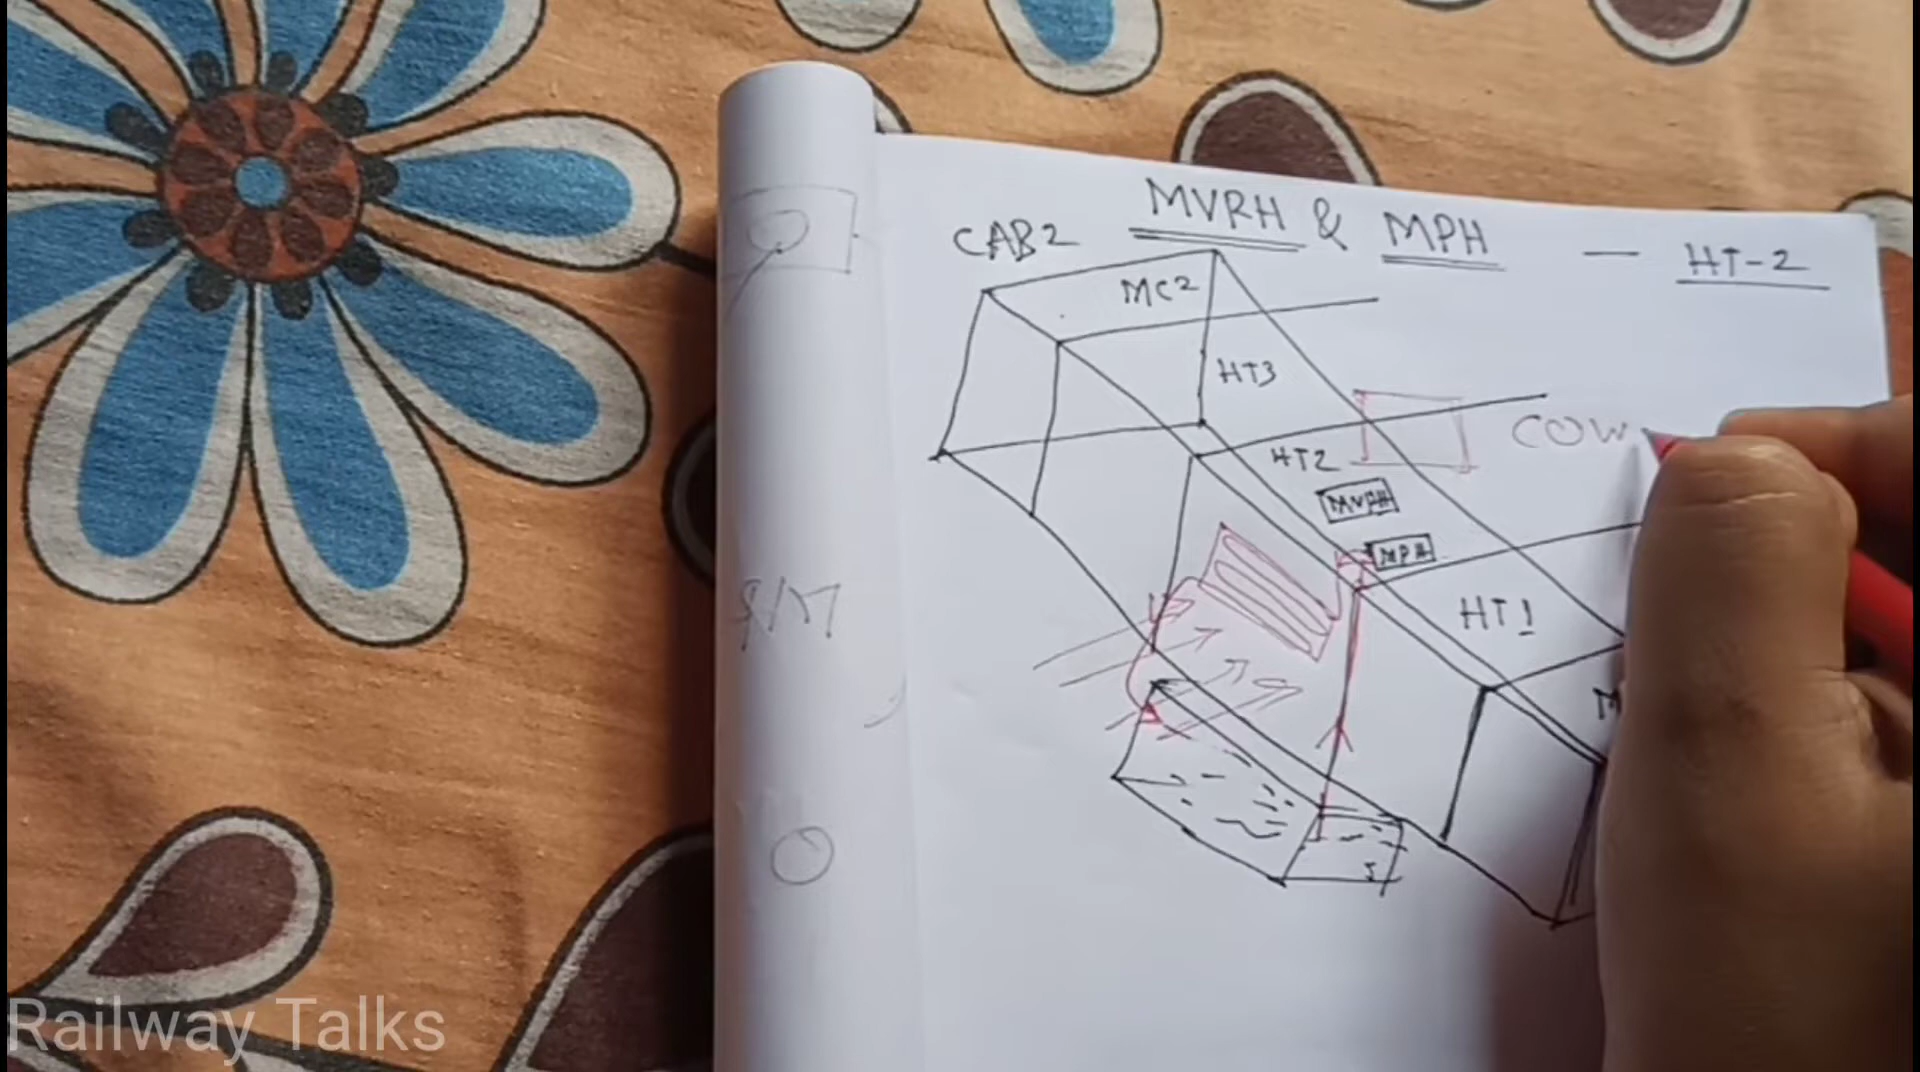 MVRH & MPH — HT-2
CAB2
MC2
HT3
COW
HT2
MVRH
MPH
HT1
M
Railway Talks